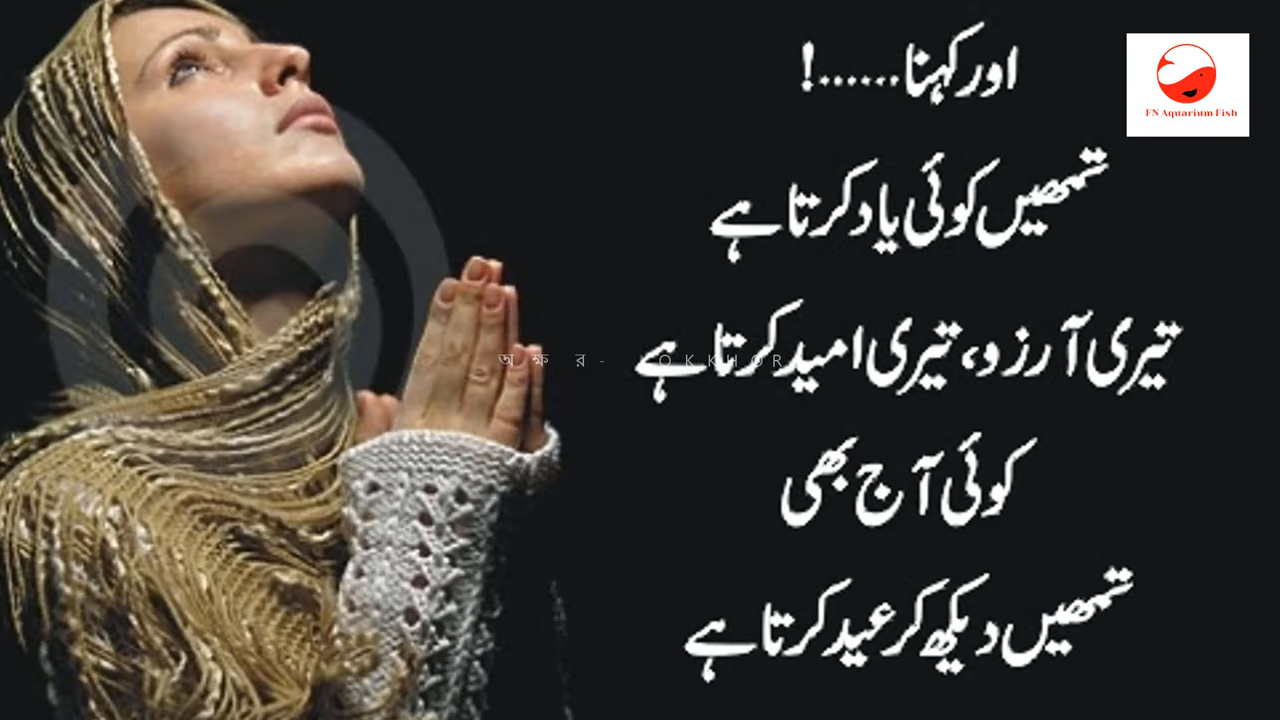 اور کہنا......!
FN Aquarium Fish
تمھیں کوئی یاد کرتا ہے
تیری آرزو، تیری امید کرتا ہے
অ ক্ষ র - OKKHOR
کوئی آج بھی
تمھیں دیکھ کر عید کرتا ہے